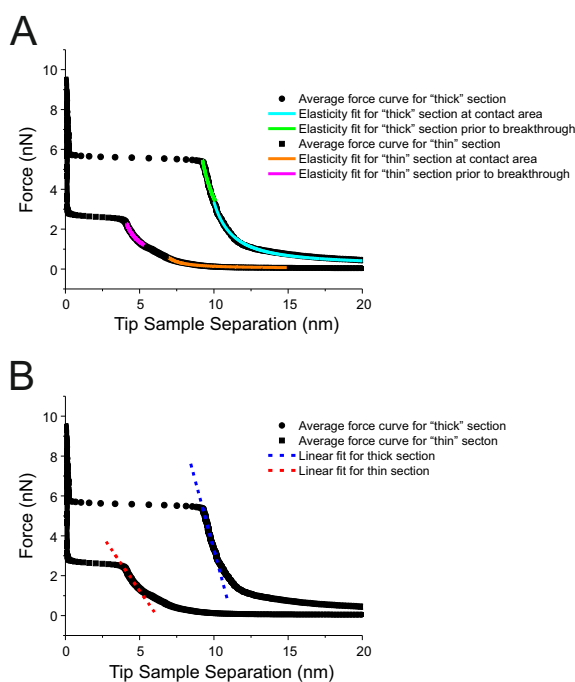 A
10
8
6
4
2
0
Force (nN)
0 5 10 15 20
Tip Sample Separation (nm)
Average force curve for "thick" section
Elasticity fit for "thick" section at contact area
Elasticity fit for "thick" section prior to breakthrough
Average force curve for "thin" section
Elasticity fit for "thin" section at contact area
Elasticity fit for "thin" section prior to breakthrough
B
10
8
6
4
2
0
Force (nN)
0 5 10 15 20
Tip Sample Separation (nm)
Average force curve for "thick" section
Average force curve for "thin" secton
Linear fit for thick section
Linear fit for thin section